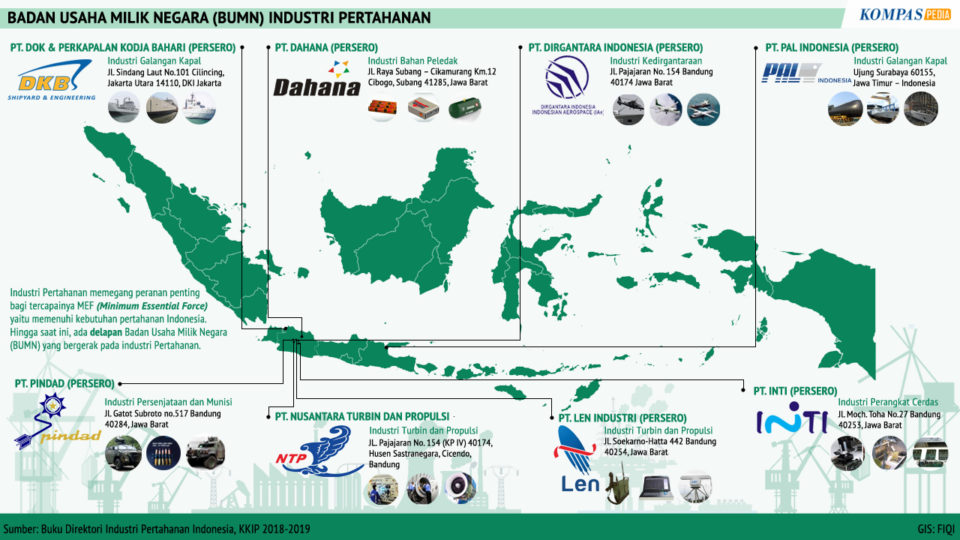 BADAN USAHA MILIK NEGARA (BUMN) INDUSTRI PERTAHANAN
KOMPAS PEDIA
PT. DOK & PERKAPALAN KODJA BAHARI (PERSERO)
DKB
SHIPYARD & ENGINEERING
Industri Galangan Kapal
Jl. Sindang Laut No.101 Cilincing,
Jakarta Utara 14110, DKI Jakarta
PT. DAHANA (PERSERO)
Dahana
Industri Bahan Peledak
JL. Raya Subang – Cikamurang Km.12
Cibogo, Subang 41285, Jawa Barat
PT. DIRGANTARA INDONESIA (PERSERO)
DIRGANTARA INDONESIA
INDONESIAN AEROSPACE (IAe)
Industri Kedirgantaraan
Jl. Pajajaran No. 154 Bandung
40174 Jawa Barat
PT. PAL INDONESIA (PERSERO)
PAL INDONESIA
Industri Galangan Kapal
Ujung Surabaya 60155,
Jawa Timur – Indonesia
Industri Pertahanan memegang peranan penting
bagi tercapainya MEF (Minimum Essential Force)
yaitu memenuhi kebutuhan pertahanan Indonesia.
Hingga saat ini, ada delapan Badan Usaha Milik Negara
(BUMN) yang bergerak pada industri Pertahanan.
PT. PINDAD (PERSERO)
Pindad
Industri Persenjataan dan Munisi
Jl. Gatot Subroto no.517 Bandung
40284, Jawa Barat
PT. NUSANTARA TURBIN DAN PROPULSI
NTP
Industri Turbin dan Propulsi
JL. Pajajaran No. 154 (KP IV) 40174,
Husen Sastranegara, Cicendo,
Bandung
PT. LEN INDUSTRI (PERSERO)
Len
Industri Turbin dan Propulsi
Jl. Soekarno-Hatta 442 Bandung
40254, Jawa Barat
PT. INTI (PERSERO)
INTI
Industri Perangkat Cerdas
JL. Moch. Toha No.27 Bandung
40253, Jawa Barat
Sumber: Buku Direktori Industri Pertahanan Indonesia, KKIP 2018-2019
GIS: FIQI